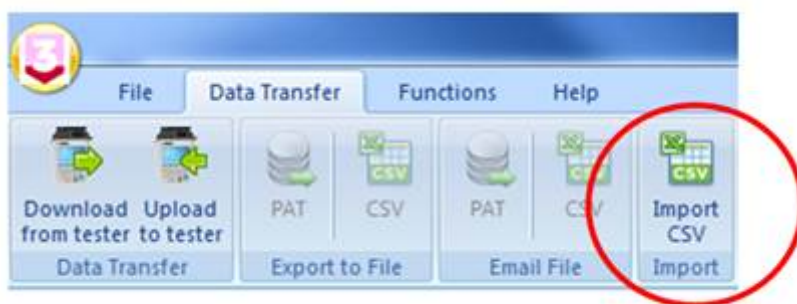 3
File Data Transfer Functions Help
Download from tester
Upload to tester
PAT
CSV
CSV
PAT
CSV
CSV
CSV
Import CSV
Data Transfer Export to File Email File Import